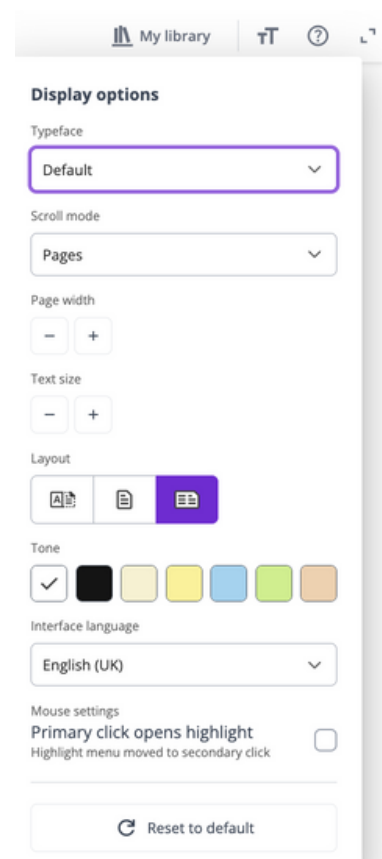 My library TT ?
Display options
Typeface
Default
Scroll mode
Pages
Page width
− +
Text size
− +
Layout
A
Tone
Interface language
English (UK)
Mouse settings
Primary click opens highlight
Highlight menu moved to secondary click
Reset to default